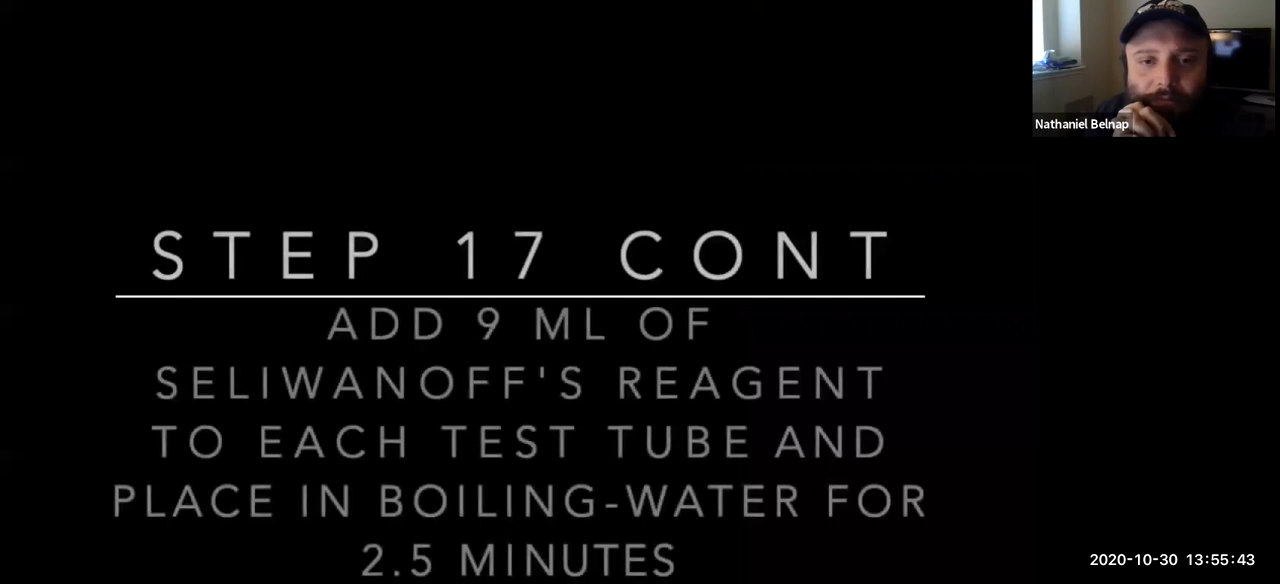 Nathaniel Belnap
STEP 17 CONT
ADD 9 ML OF
SELIWANOFF'S REAGENT
TO EACH TEST TUBE AND
PLACE IN BOILING-WATER FOR
2.5 MINUTES
2020-10-30 13:55:43